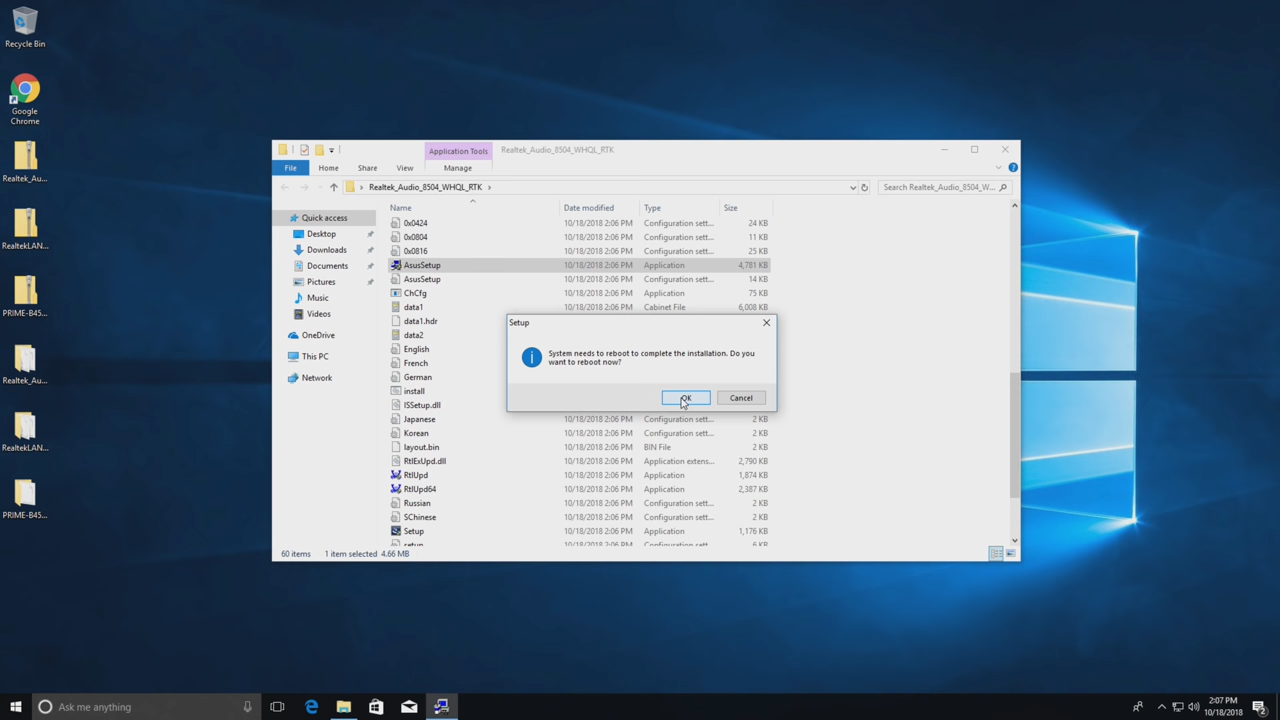 Recycle Bin
Google
Chrome
Realtek_Au...
RealtekLAN...
PRIME-B45...
Realtek_Au...
RealtekLAN...
PRIME-B45...
Application Tools
Realtek_Audio_8504_WHQL_RTK
File
Home
Share
View
Manage
Realtek_Audio_8504_WHQL_RTK
Search Realtek_Audio_8504_W...
Quick access
Desktop
Downloads
Documents
Pictures
Music
Videos
OneDrive
This PC
Network
Name Date modified Type Size
0x0424 10/18/2018 2:06 PM Configuration sett... 24 KB
0x0804 10/18/2018 2:06 PM Configuration sett... 11 KB
0x0816 10/18/2018 2:06 PM Configuration sett... 25 KB
AsusSetup 10/18/2018 2:06 PM Application 4,781 KB
AsusSetup 10/18/2018 2:06 PM Configuration sett... 14 KB
ChCfg 10/18/2018 2:06 PM Application 75 KB
data1 10/18/2018 2:06 PM Cabinet File 6,008 KB
data1.hdr
data2
English
French
German
install
ISSetup.dll
Japanese 10/18/2018 2:06 PM Configuration sett... 2 KB
Korean 10/18/2018 2:06 PM Configuration sett... 2 KB
layout.bin 10/18/2018 2:06 PM BIN File 2 KB
RtlExUpd.dll 10/18/2018 2:06 PM Application extens... 2,790 KB
RtlUpd 10/18/2018 2:06 PM Application 1,874 KB
RtlUpd64 10/18/2018 2:06 PM Application 2,387 KB
Russian 10/18/2018 2:06 PM Configuration sett... 2 KB
SChinese 10/18/2018 2:06 PM Configuration sett... 2 KB
Setup 10/18/2018 2:06 PM Application 1,176 KB
setup 10/18/2018 2:06 PM Configuration sett... 6 KB
Setup
System needs to reboot to complete the installation. Do you
want to reboot now?
OK
Cancel
60 items 1 item selected 4.66 MB
Ask me anything
2:07 PM
10/18/2018
2